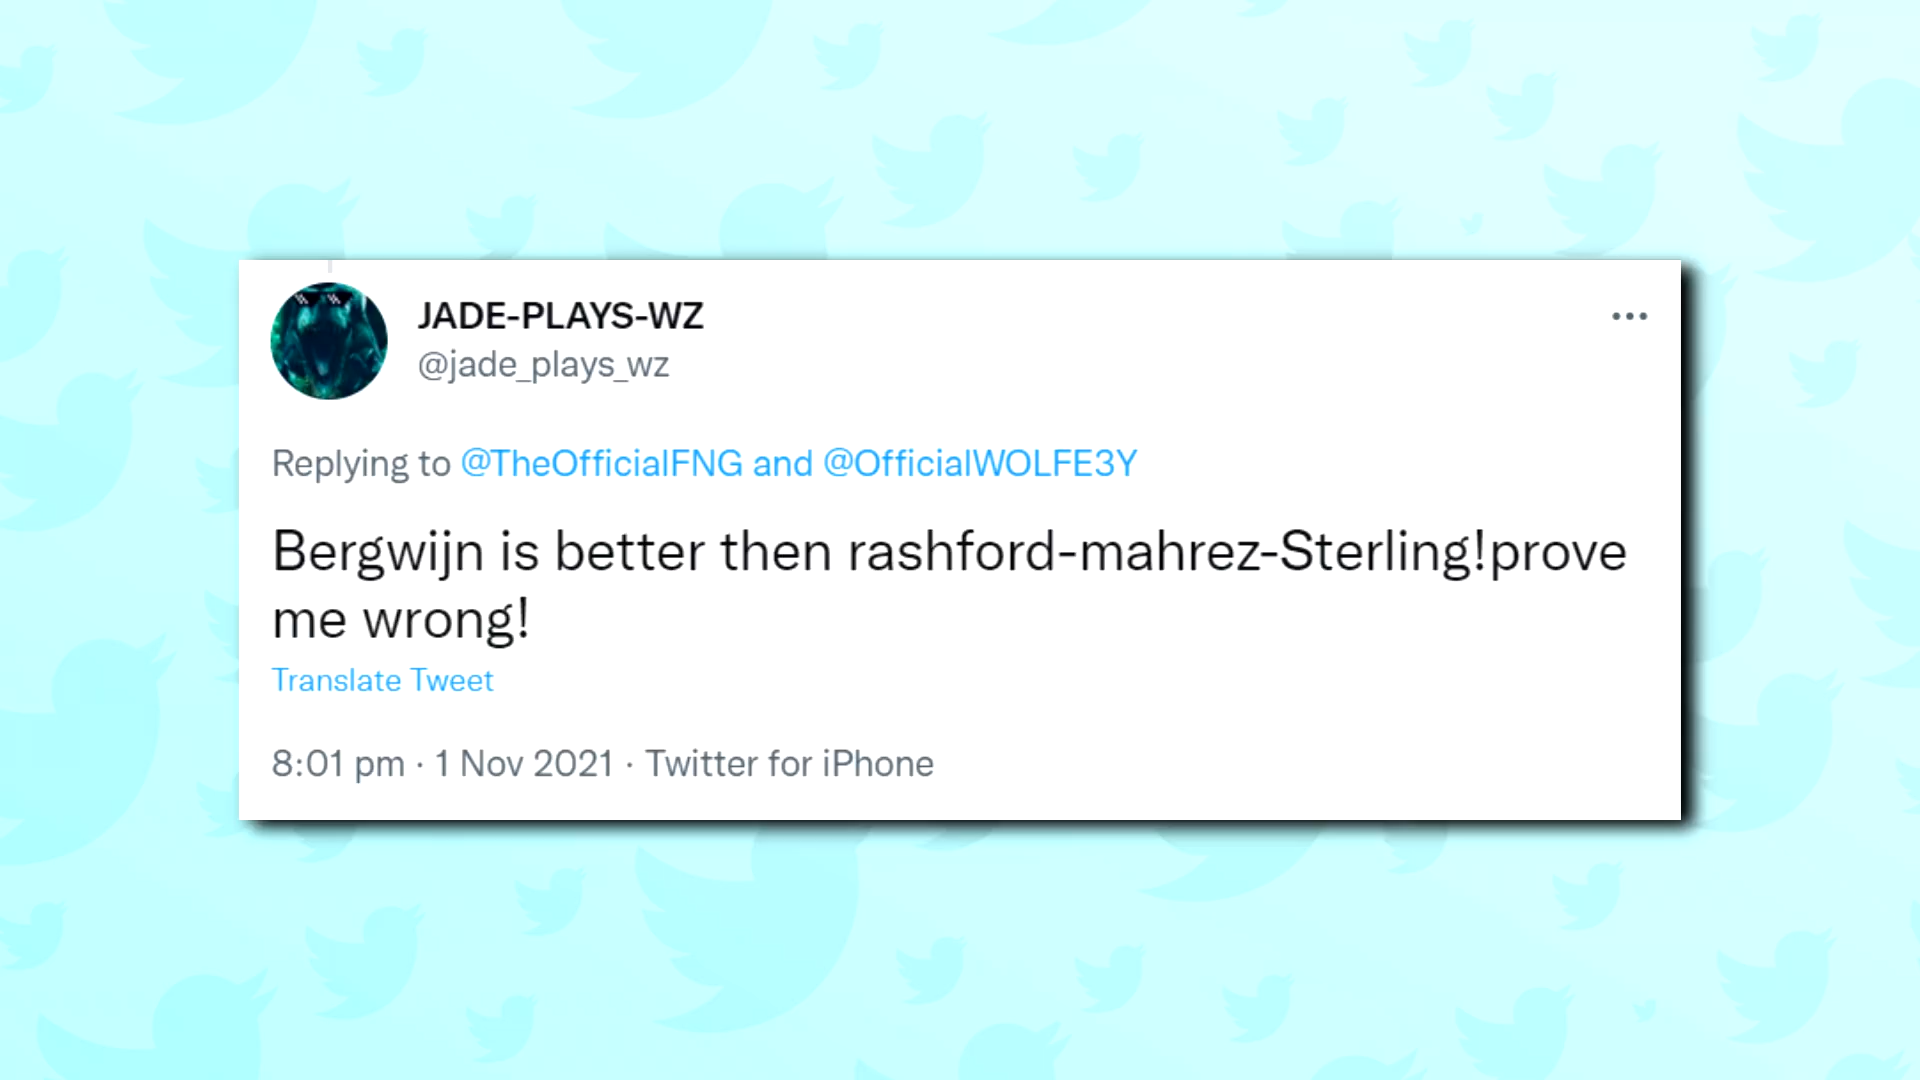 JADE-PLAYS-WZ
@jade_plays_wz
Replying to @TheOfficialFNG and @OfficialWOLFE3Y
Bergwijn is better then rashford-mahrez-Sterling!prove
me wrong!
Translate Tweet
8:01 pm · 1 Nov 2021 · Twitter for iPhone